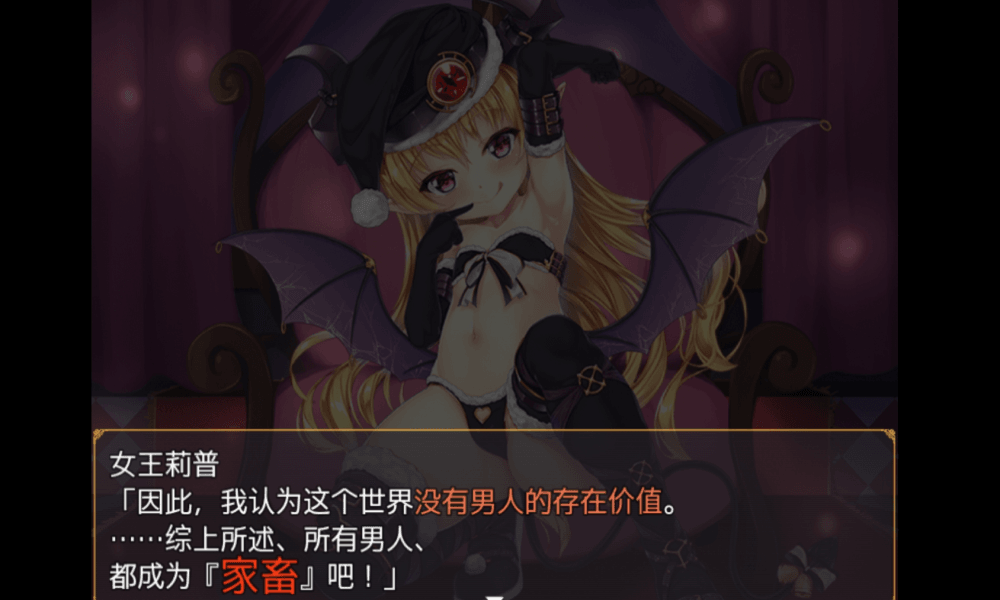 女王莉普
「因此，我认为这个世界没有男人的存在价值。
……综上所述、所有男人、
都成为『家畜』吧！」